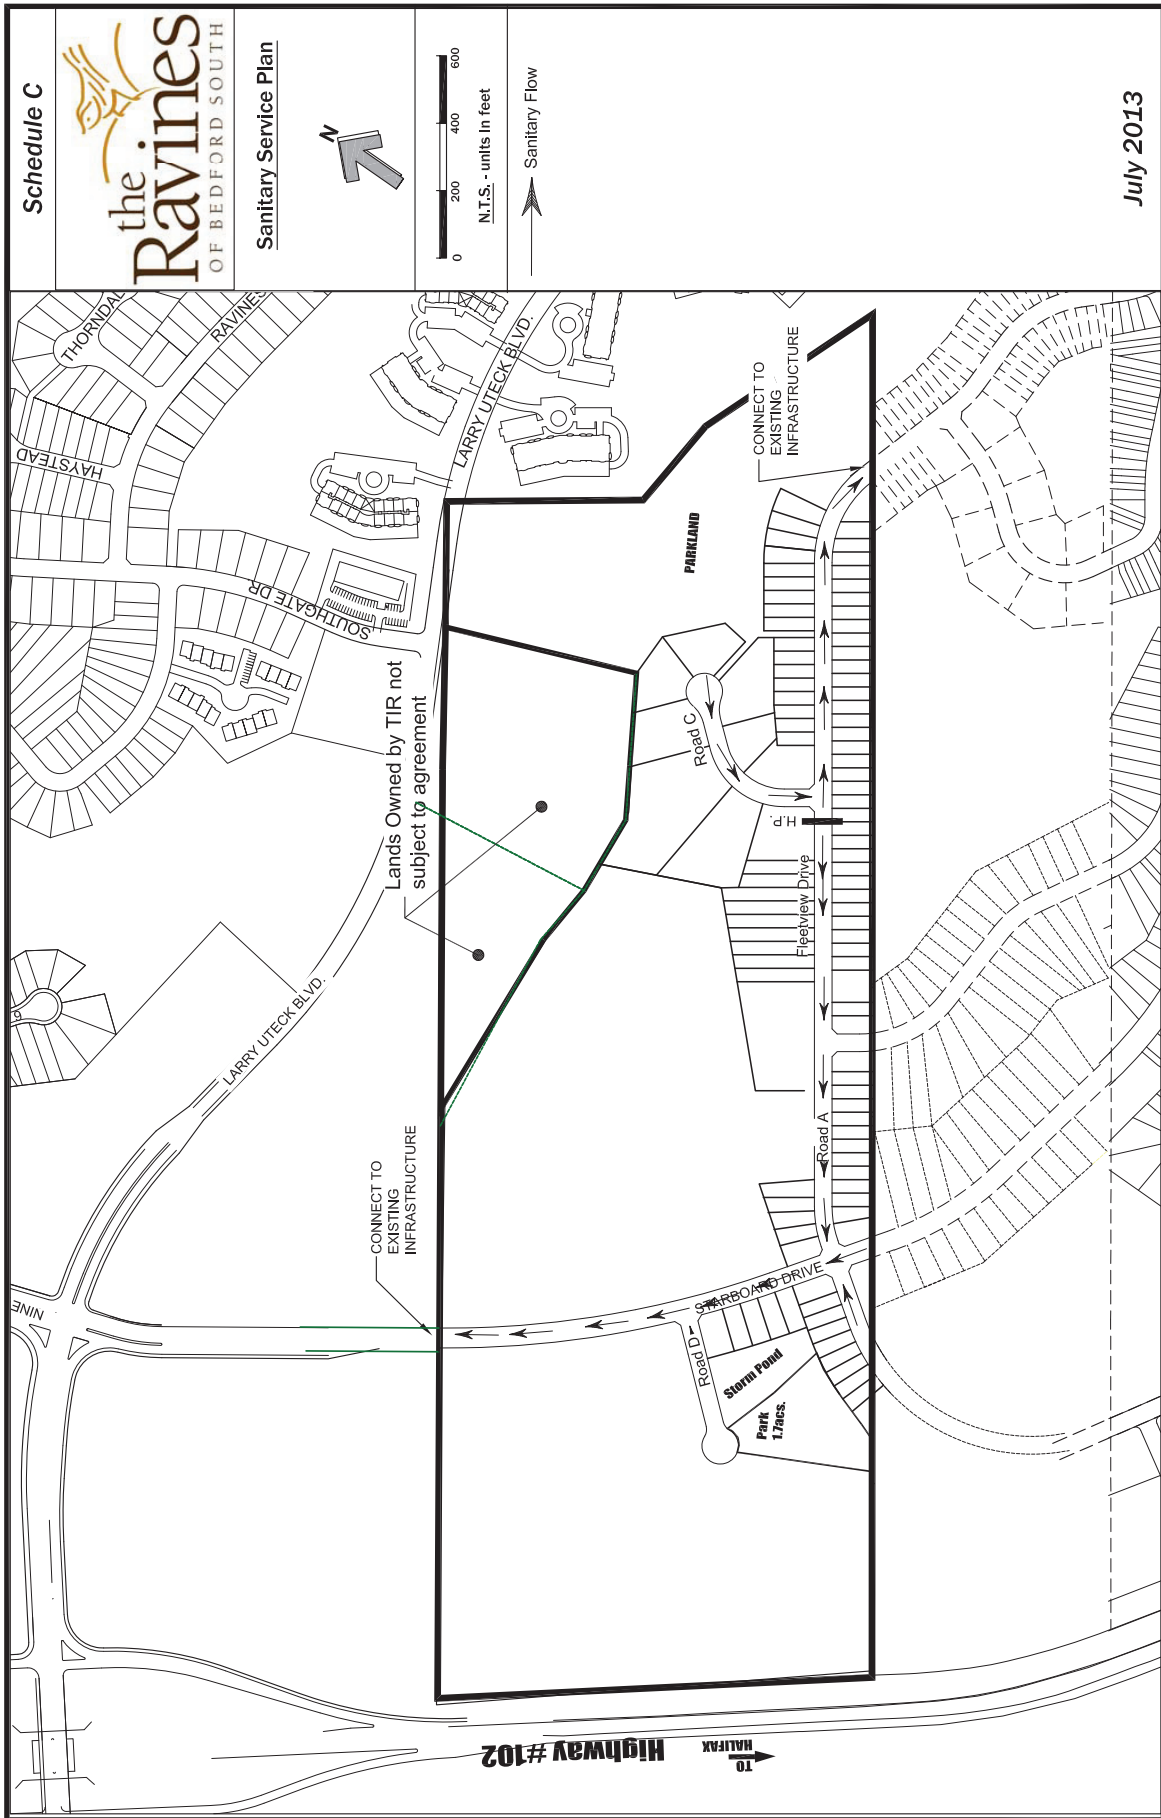 Schedule C
the
Ravines
OF BEDFORD SOUTH
Sanitary Service Plan
N
0 200 400 600
N.T.S. - units In feet
Sanitary Flow
July 2013
THORNDAL
RAVINES
HAYSTEAD
SOUTHGATE DR
LARRY UTECK BLVD.
LARRY UTECK BLVD.
NINE
Lands Owned by TIR not
subject to agreement
CONNECT TO
EXISTING
INFRASTRUCTURE
PARKLAND
CONNECT TO
EXISTING
INFRASTRUCTURE
Road C
H.P.
Fleetview Drive
Road A
STARBOARD DRIVE
Road D
Storm Pond
Park
1.7acs.
Highway #102
TO
HALIFAX